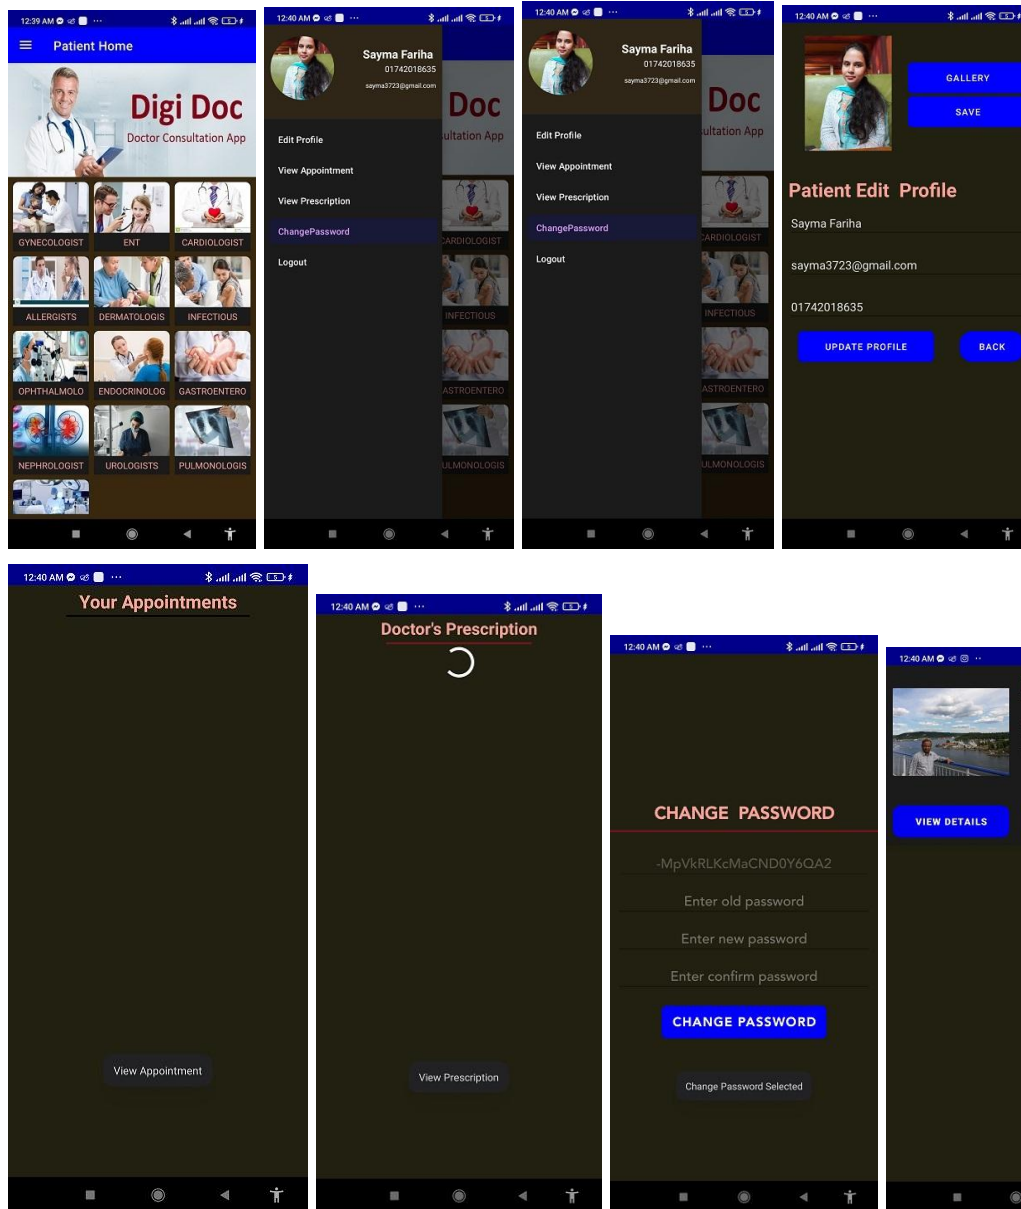 12:39 AM
Patient Home
Digi Doc
Doctor Consultation App
GYNECOLOGIST
ENT
CARDIOLOGIST
ALLERGISTS
DERMATOLOGIS
INFECTIOUS
OPHTHALMOLO
ENDOCRINOLOG
GASTROENTERO
NEPHROLOGIST
UROLOGISTS
PULMONOLOGIS
12:40 AM
Sayma Fariha
01742018635
sayma3723@gmail.com
Doc
ultation App
Edit Profile
View Appointment
View Prescription
ChangePassword
Logout
CARDIOLOGIST
INFECTIOUS
ASTROENTERO
ULMONOLOGIS
12:40 AM
Sayma Fariha
01742018635
sayma3723@gmail.com
Doc
ultation App
Edit Profile
View Appointment
View Prescription
ChangePassword
Logout
CARDIOLOGIST
INFECTIOUS
ASTROENTERO
ULMONOLOGIS
12:40 AM
GALLERY
SAVE
Patient Edit Profile
Sayma Fariha
sayma3723@gmail.com
01742018635
UPDATE PROFILE
BACK
12:40 AM
Your Appointments
View Appointment
12:40 AM
Doctor's Prescription
View Prescription
12:40 AM
CHANGE PASSWORD
-MpVkRLKcMaCND0Y6QA2
Enter old password
Enter new password
Enter confirm password
CHANGE PASSWORD
Change Password Selected
12:40 AM
VIEW DETAILS